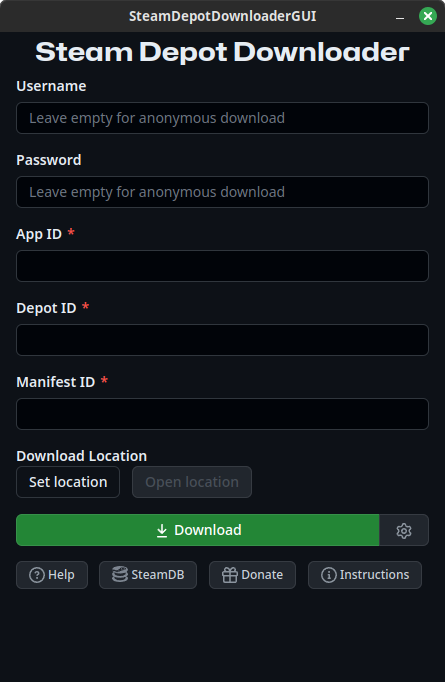 SteamDepotDownloaderGUI
Steam Depot Downloader
Username
Leave empty for anonymous download
Password
Leave empty for anonymous download
App ID *
Depot ID *
Manifest ID *
Download Location
Set location Open location
Download
Help SteamDB Donate Instructions